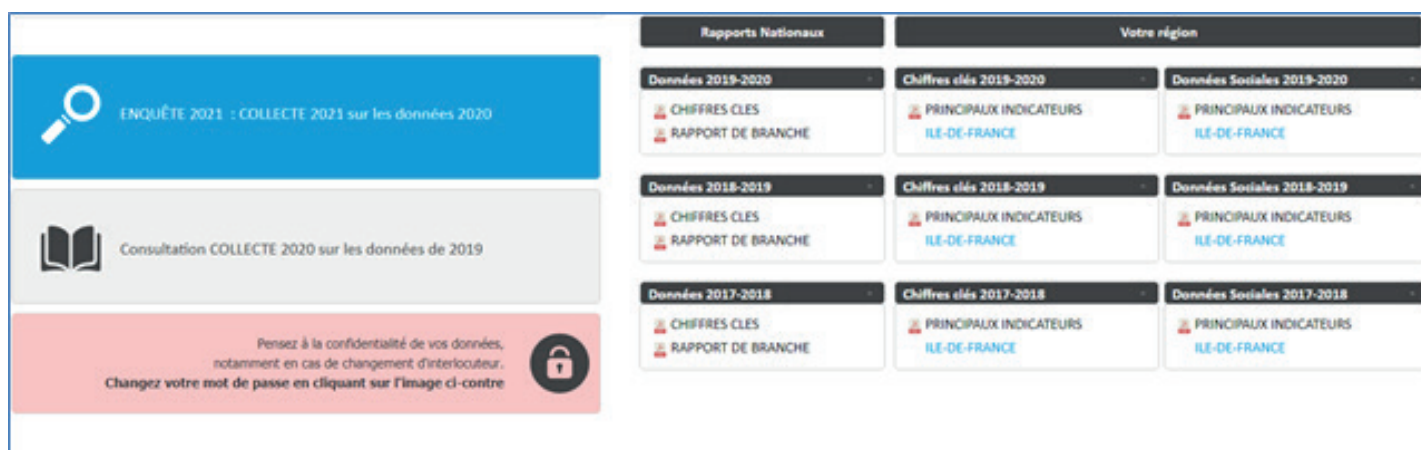 ENQUÊTE 2021 : COLLECTE 2021 sur les données 2020
Consultation COLLECTE 2020 sur les données de 2019
Pensez à la confidentialité de vos données,
notamment en cas de changement d'interlocuteur.
Changez votre mot de passe en cliquant sur l'image ci-contre
Rapports Nationaux
Votre région
Données 2019-2020
CHIFFRES CLES
RAPPORT DE BRANCHE
Chiffres clés 2019-2020
PRINCIPAUX INDICATEURS
ILE-DE-FRANCE
Données Sociales 2019-2020
PRINCIPAUX INDICATEURS
ILE-DE-FRANCE
Données 2018-2019
CHIFFRES CLES
RAPPORT DE BRANCHE
Chiffres clés 2018-2019
PRINCIPAUX INDICATEURS
ILE-DE-FRANCE
Données Sociales 2018-2019
PRINCIPAUX INDICATEURS
ILE-DE-FRANCE
Données 2017-2018
CHIFFRES CLES
RAPPORT DE BRANCHE
Chiffres clés 2017-2018
PRINCIPAUX INDICATEURS
ILE-DE-FRANCE
Données Sociales 2017-2018
PRINCIPAUX INDICATEURS
ILE-DE-FRANCE